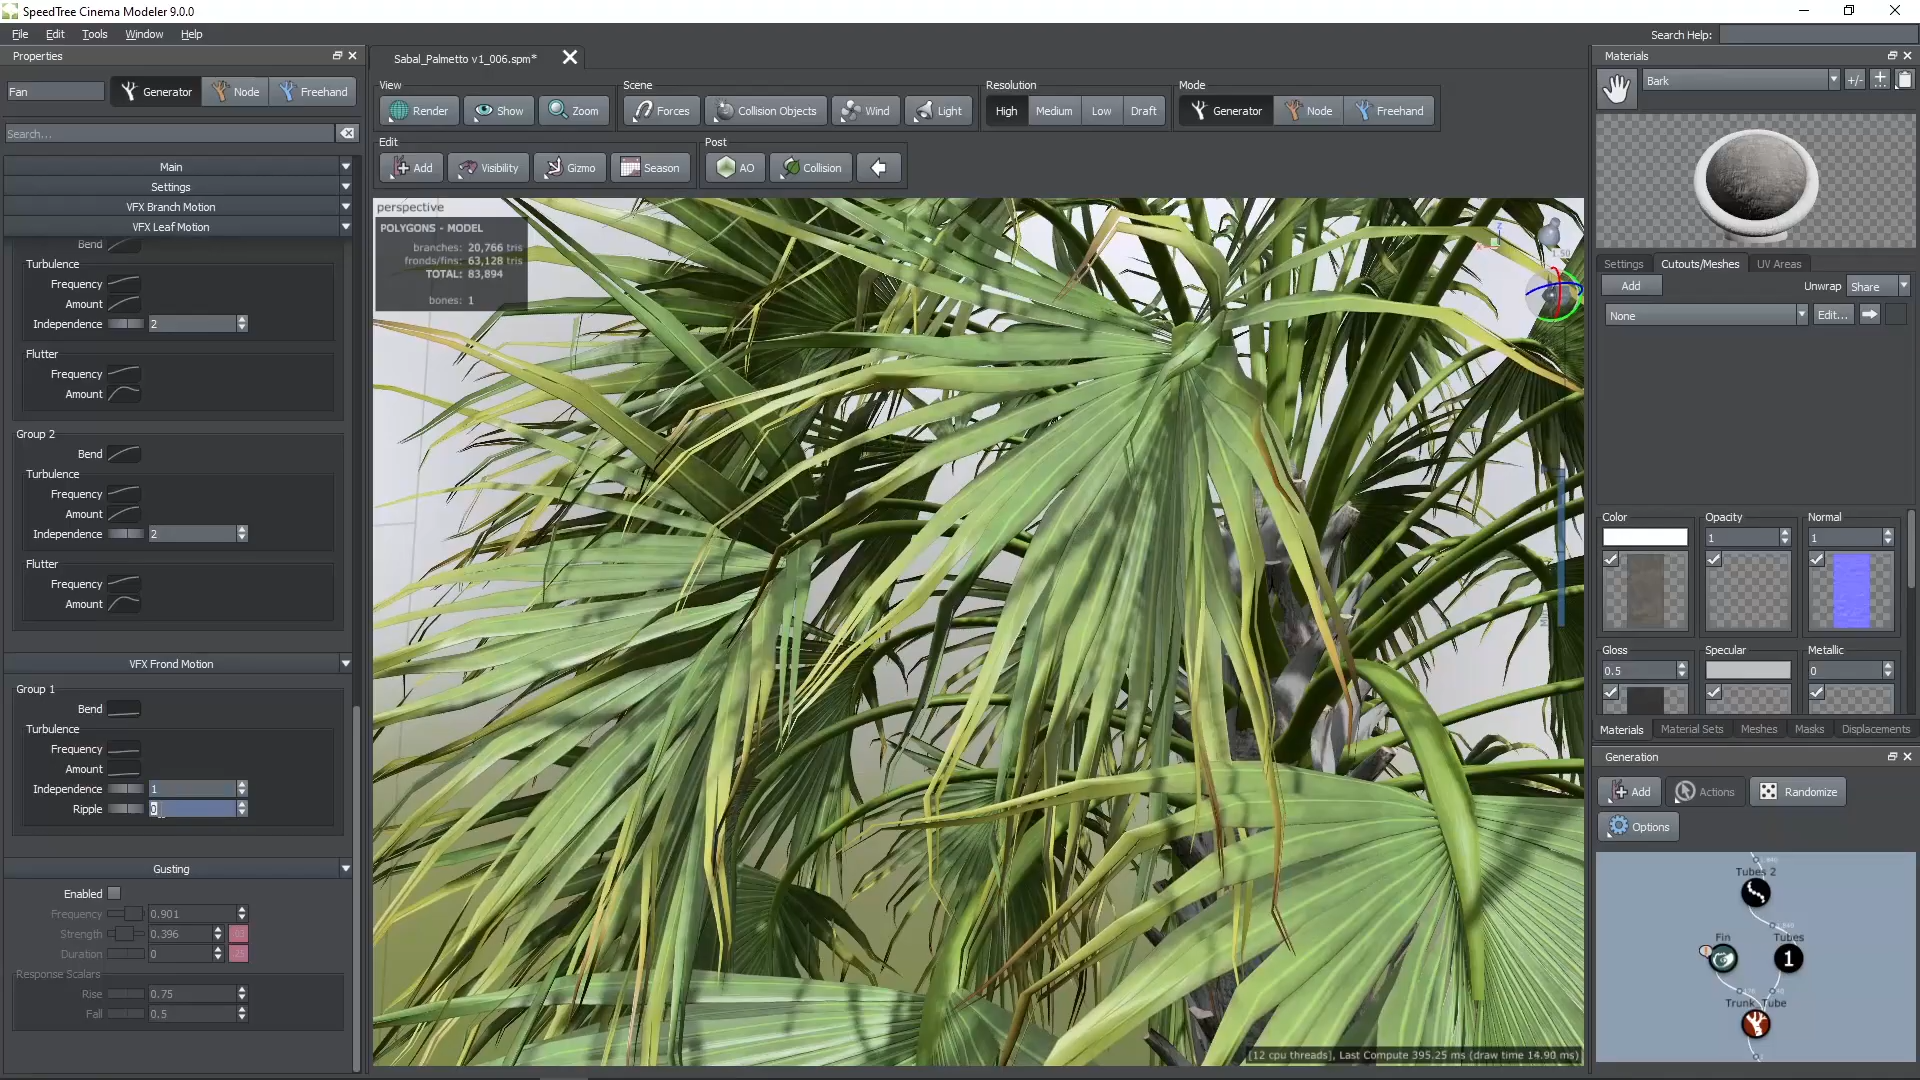 SpeedTree Cinema Modeler 9.0.0
File Edit Tools Window Help
Search Help:
Properties
Fan
Generator Node Freehand
Search...
Main
Settings
VFX Branch Motion
VFX Leaf Motion
Bend
Turbulence
Frequency
Amount
Independence 2
Flutter
Frequency
Amount
Group 2
Bend
Turbulence
Frequency
Amount
Independence 2
Flutter
Frequency
Amount
VFX Frond Motion
Group 1
Bend
Turbulence
Frequency
Amount
Independence 1
Ripple 0
Gusting
Enabled
Frequency 0.901
Strength 0.396
Duration 0
Response Scalars
Rise 0.75
Fall 0.5
Sabal_Palmetto v1_006.spm*
View
Render Show Zoom
Scene
Forces Collision Objects Wind Light
Resolution
High Medium Low Draft
Mode
Generator Node Freehand
Edit
Add Visibility Gizmo Season
Post
AO Collision
perspective
POLYGONS - MODEL
branches: 20,766 tris
fronds/fins: 63,128 tris
TOTAL: 83,894
bones: 1
1.50
[12 cpu threads], Last Compute 395.25 ms (draw time 14.90 ms)
Materials
Bark
+/-
Settings Cutouts/Meshes UV Areas
Add Unwrap Share
None Edit...
Color Opacity Normal
1 1
Gloss Specular Metallic
0.5 0
Materials Material Sets Meshes Masks Displacements
Generation
Add Actions Randomize
Options
Tubes 2
Fin Tubes
1
Trunk Tube